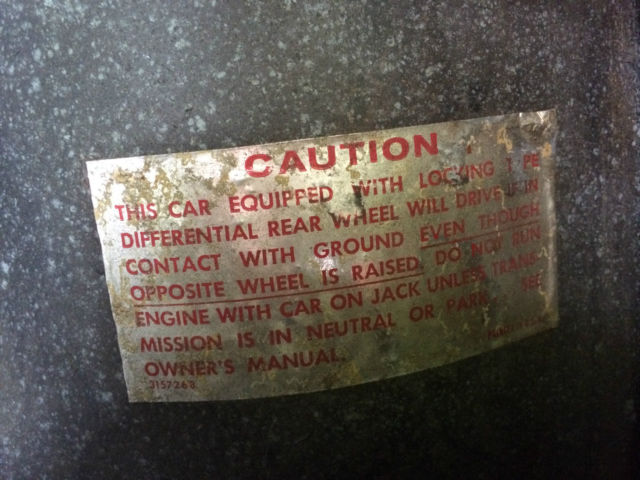 CAUTION
THIS CAR EQUIPPED WITH LOCKING TYPE
DIFFERENTIAL REAR WHEEL WILL DRIVE IF IN
CONTACT WITH GROUND EVEN THOUGH
OPPOSITE WHEEL IS RAISED. DO NOT RUN
ENGINE WITH CAR ON JACK UNLESS TRANS-
MISSION IS IN NEUTRAL OR PARK. SEE
OWNER'S MANUAL.
3157263